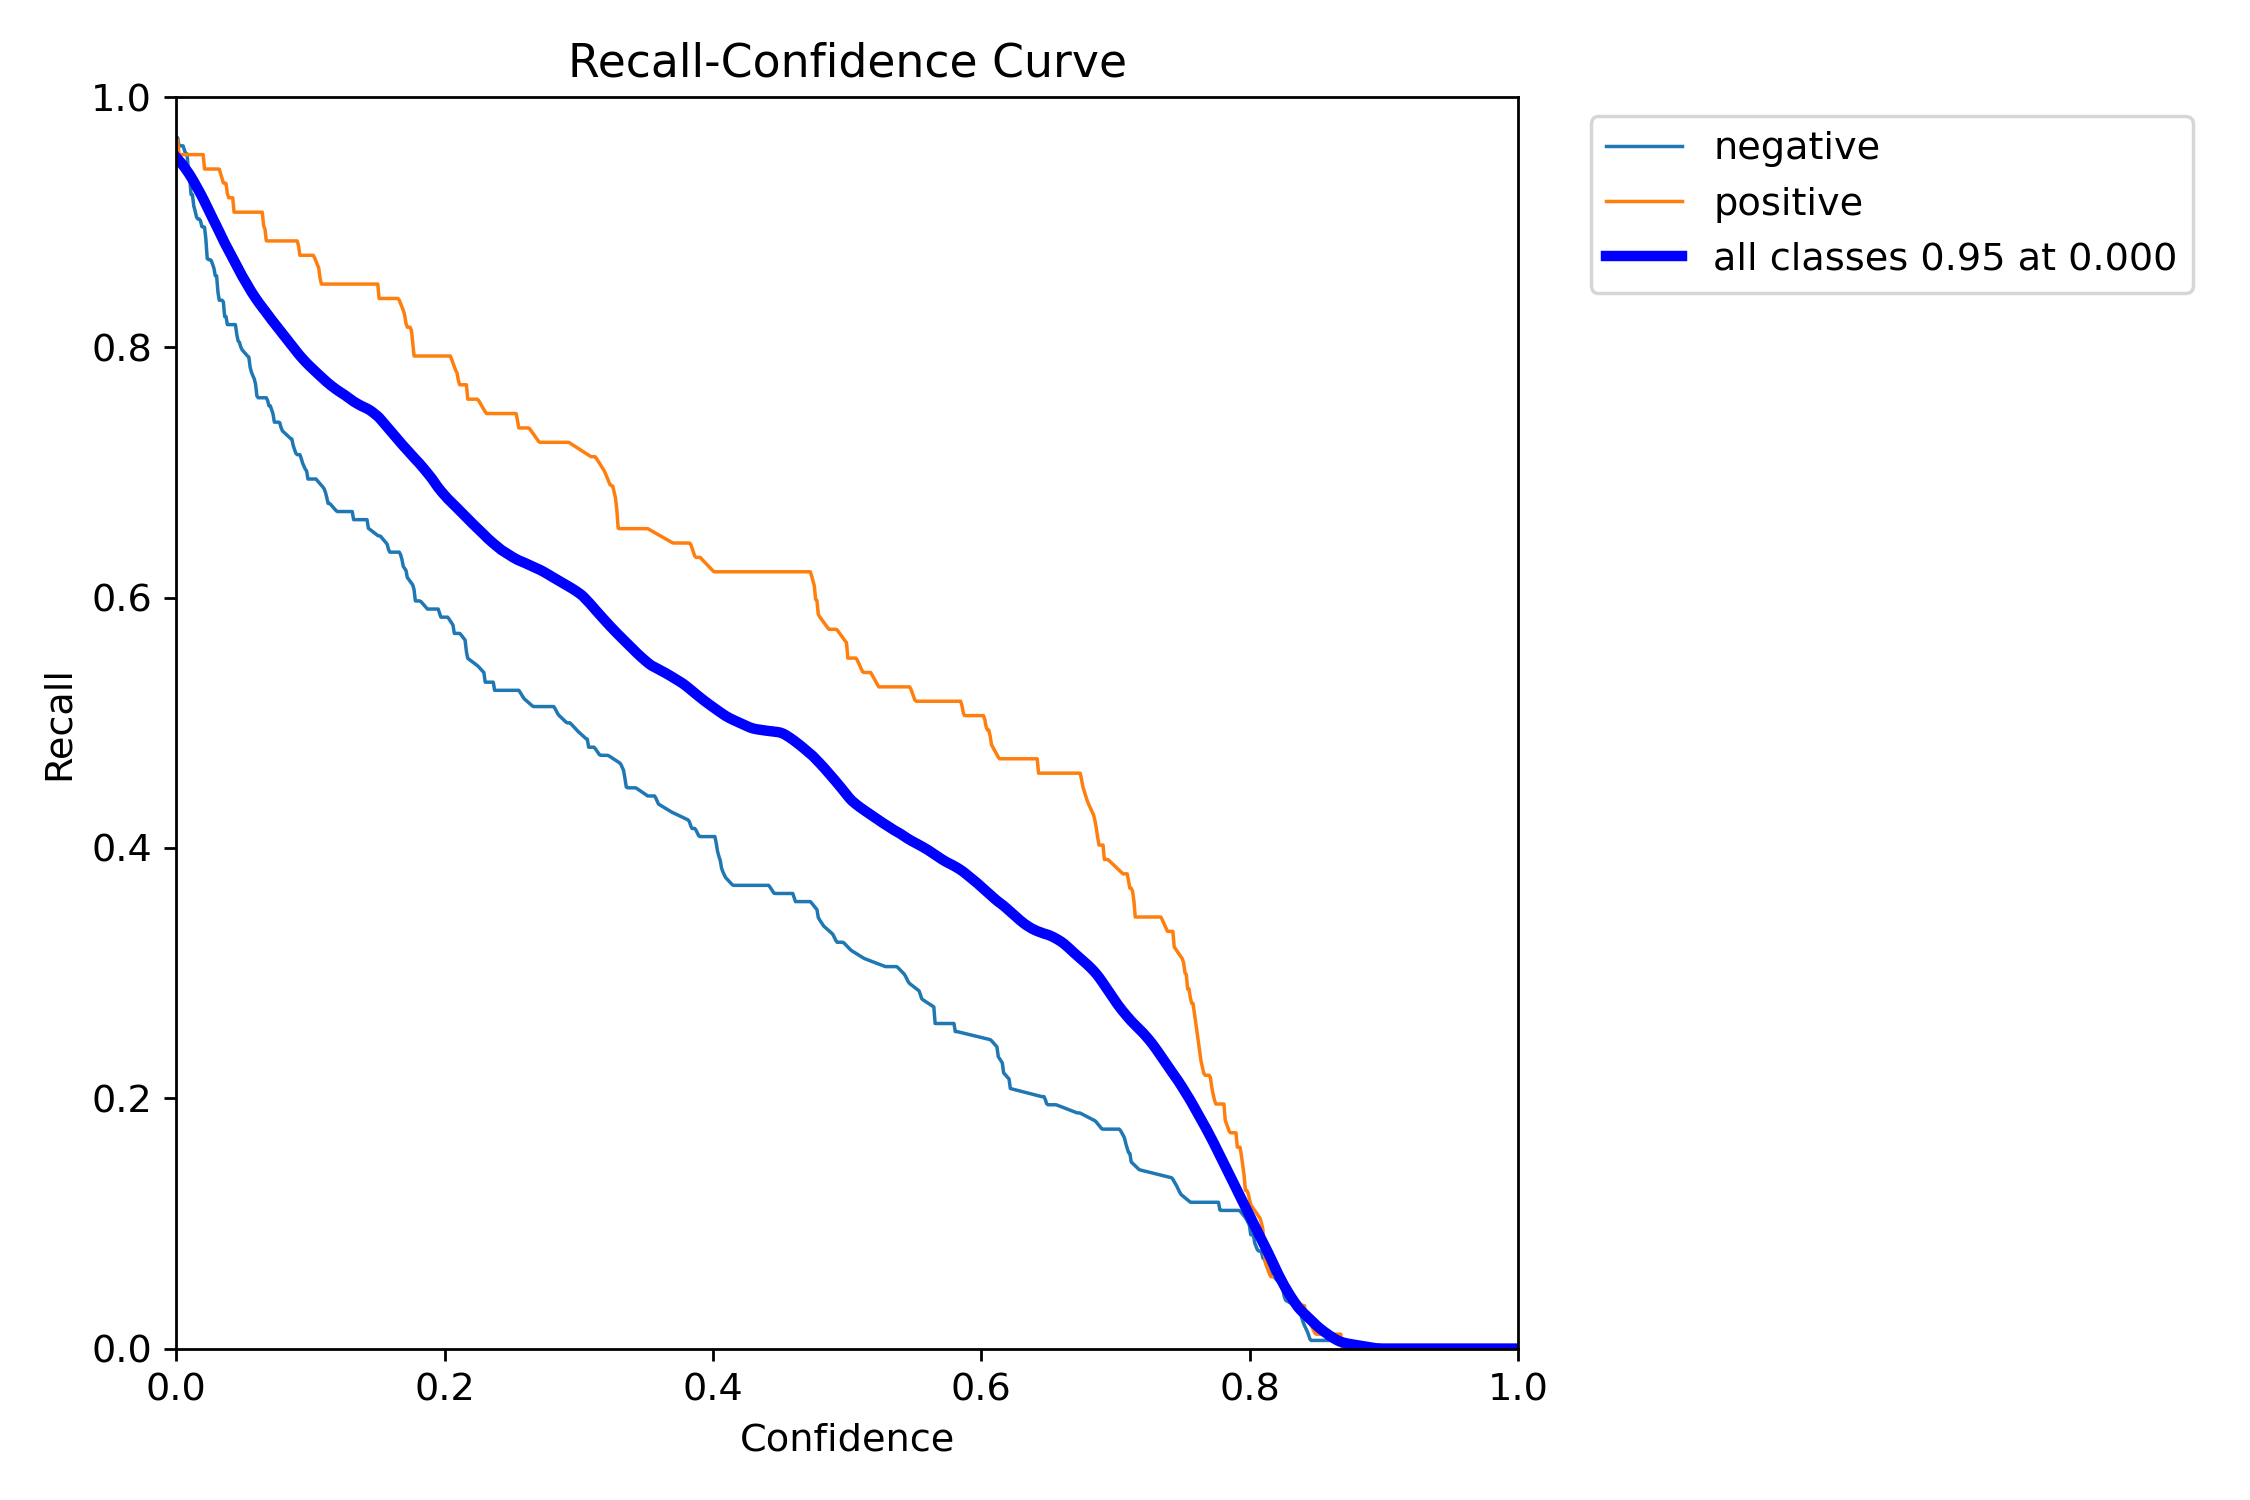 Recall-Confidence Curve
negative
positive
all classes 0.95 at 0.000
1.0
0.8
0.6
0.4
0.2
0.0
Recall
0.0 0.2 0.4 0.6 0.8 1.0
Confidence